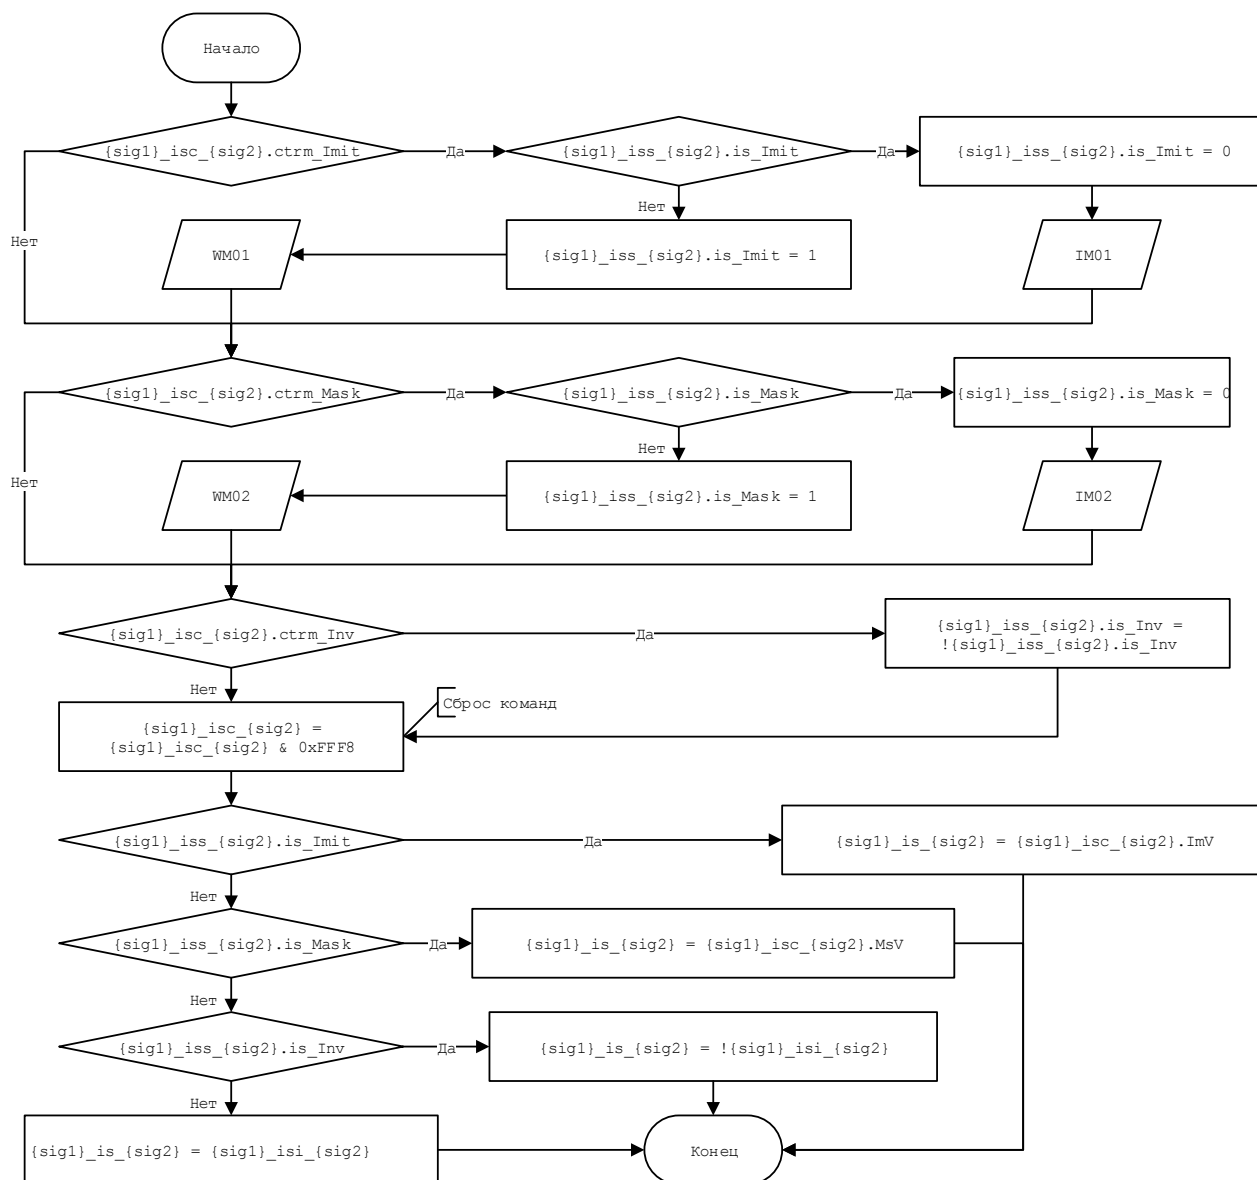 Начало
{sig1}_isc_{sig2}.ctrm_Imit
Да
{sig1}_iss_{sig2}.is_Imit
Да
{sig1}_iss_{sig2}.is_Imit = 0
Нет
Нет
WM01
{sig1}_iss_{sig2}.is_Imit = 1
IM01
{sig1}_isc_{sig2}.ctrm_Mask
Да
{sig1}_iss_{sig2}.is_Mask
Да
{sig1}_iss_{sig2}.is_Mask = 0
Нет
Нет
WM02
{sig1}_iss_{sig2}.is_Mask = 1
IM02
{sig1}_isc_{sig2}.ctrm_Inv
Да
{sig1}_iss_{sig2}.is_Inv =
!{sig1}_iss_{sig2}.is_Inv
Нет
Сброс команд
{sig1}_isc_{sig2} =
{sig1}_isc_{sig2} & 0xFFF8
{sig1}_iss_{sig2}.is_Imit
Да
{sig1}_is_{sig2} = {sig1}_isc_{sig2}.ImV
Нет
{sig1}_iss_{sig2}.is_Mask
Да
{sig1}_is_{sig2} = {sig1}_isc_{sig2}.MsV
Нет
{sig1}_iss_{sig2}.is_Inv
Да
{sig1}_is_{sig2} = !{sig1}_isi_{sig2}
Нет
{sig1}_is_{sig2} = {sig1}_isi_{sig2}
Конец